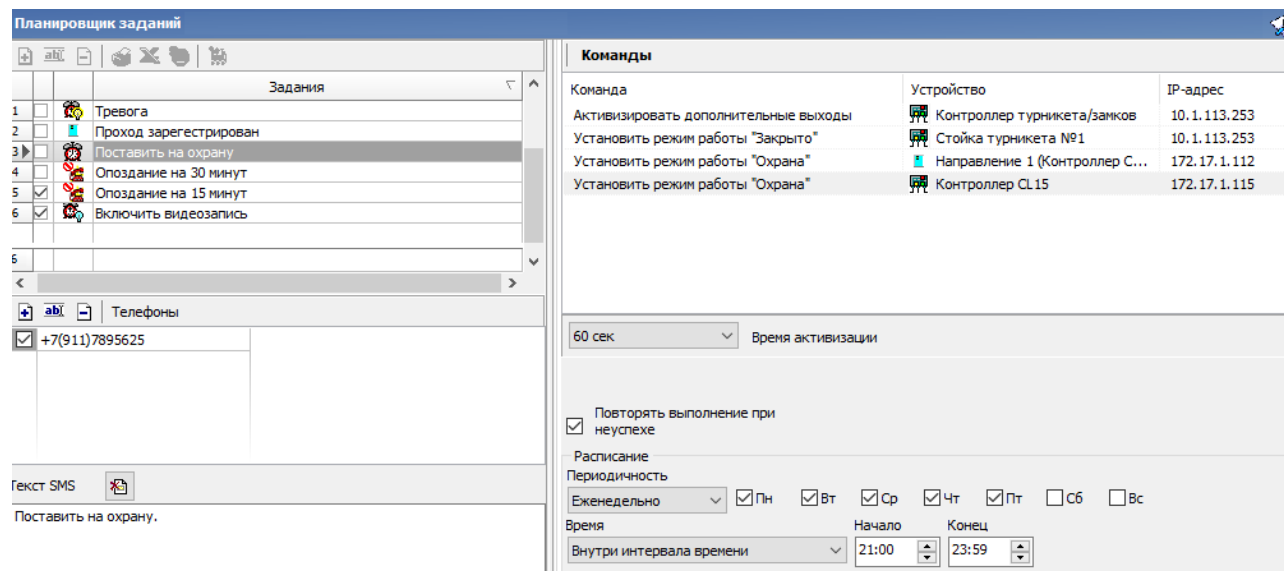 Планировщик заданий
abI
Задания
1 Тревога
2 Проход зарегестрирован
3 Поставить на охрану
4 Опоздание на 30 минут
5 Опоздание на 15 минут
6 Включить видеозапись
6
abI Телефоны
+7(911)7895625
Текст SMS
Поставить на охрану.
Команды
Команда Устройство IP-адрес
Активизировать дополнительные выходы Контроллер турникета/замков 10.1.113.253
Установить режим работы "Закрыто" Стойка турникета №1 10.1.113.253
Установить режим работы "Охрана" Направление 1 (Контроллер C... 172.17.1.112
Установить режим работы "Охрана" Контроллер CL15 172.17.1.115
60 сек Время активизации
Повторять выполнение при
неуспехе
Расписание
Периодичность
Еженедельно Пн Вт Ср Чт Пт Сб Вс
Время Начало Конец
Внутри интервала времени 21:00 23:59